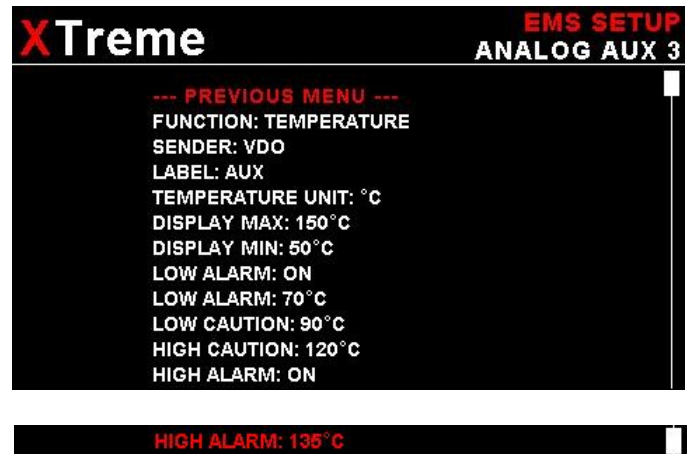 XTreme
EMS SETUP
ANALOG AUX 3
--- PREVIOUS MENU ---
FUNCTION: TEMPERATURE
SENDER: VDO
LABEL: AUX
TEMPERATURE UNIT: °C
DISPLAY MAX: 150°C
DISPLAY MIN: 50°C
LOW ALARM: ON
LOW ALARM: 70°C
LOW CAUTION: 90°C
HIGH CAUTION: 120°C
HIGH ALARM: ON
HIGH ALARM: 135°C